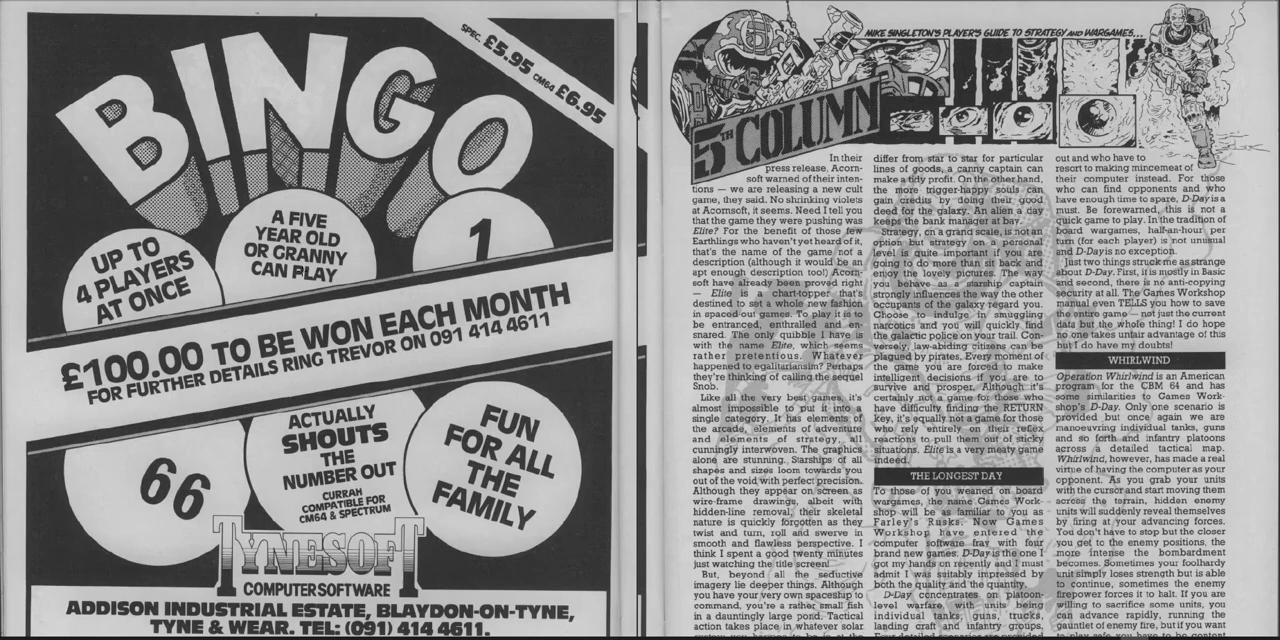 BINGO
SPEC. £5.95 CM64 £6.95
UP TO
4 PLAYERS
AT ONCE
A FIVE
YEAR OLD
OR GRANNY
CAN PLAY
1
£100.00 TO BE WON EACH MONTH
FOR FURTHER DETAILS RING TREVOR ON 091 414 4611
66
ACTUALLY
SHOUTS
THE
NUMBER OUT
CURRAH
COMPATIBLE FOR
CM64 & SPECTRUM
FUN
FOR ALL
THE
FAMILY
TYNESOFT
COMPUTER SOFTWARE
ADDISON INDUSTRIAL ESTATE, BLAYDON-ON-TYNE,
TYNE & WEAR. TEL: (091) 414 4611.
MIKE SINGLETON'S PLAYER'S GUIDE TO STRATEGY AND WARGAMES...
5TH COLUMN
In their
press release, Acorn-
soft warned of their inten-
tions — we are releasing a new cult
game, they said. No shrinking violets
at Acornsoft, it seems. Need I tell you
that the game they were pushing was
Elite? For the benefit of those few
Earthlings who haven't yet heard of it,
that's the name of the game not a
description (although it would be an
apt enough description too!) Acorn-
soft have already been proved right
— Elite is a chart-topper that's
destined to set a whole new fashion
in spaced-out games. To play it is to
be entranced, enthralled and en-
snared. The only quibble I have is
with the name Elite, which seems
rather pretentious. Whatever
happened to egalitariansim? Perhaps
they're thinking of calling the sequel
Snob.
Like all the very best games, it's
almost impossible to put it in a
single category. It has elements of
the arcade, elements of adventure
and elements of strategy, all
cunningly interwoven. The graphics
alone are stunning. Starships of all
shapes and sizes loom towards you
out of the void with perfect precision.
Although they appear on screen as
wire-frame drawings, albeit with
hidden-line removal, their skeletal
nature is quickly forgotten as they
twist and turn, roll and swerve in
smooth and flawless perspective. I
think I spent a good twenty minutes
just watching the title screen!
But, beyond all the seductive
imagery lie deeper things. Although
you have your very own spaceship to
command, you're a rather small fish
in a dauntingly large pond. Tactical
action takes place in whatever solar
differ from star to star for particular
lines of goods, a canny captain can
make a tidy profit. On the other hand,
the more trigger-happy souls can
gain credits by doing their good
deed for the galaxy. An alien a day
keeps the bank manager at bay.
Strategy, on a grand scale, is not an
option but strategy on a personal
level is quite important if you are
going to do more than sit back and
enjoy the lovely pictures. The way
you behave as a starship captain
strongly influences the way the other
occupants of the galaxy regard you.
Choose to indulge in smuggling
narcotics and you will quickly find
the galactic police on your trail. Con-
versely, law-abiding citizens can be
plagued by pirates. Every moment of
the game you are forced to make
intelligent decisions if you are to
survive and prosper. Although it's
certainly not a game for those who
have difficulty finding the RETURN
key, it's equally not a game for those
who rely entirely on their reflex
reactions to pull them out of sticky
situations. Elite is a very meaty game
indeed.
THE LONGEST DAY
To those of you weaned on board
wargames, the name Games Work-
shop will be as familiar to you as
Farley's Rusks. Now Games
Workshop have entered the
computer software fray with four
brand new games. D-Day is the one I
got my hands on recently and I must
admit I was suitably impressed by
both the quality and the quantity.
D-Day concentrates on platoon-
level warfare, with units being
individual tanks, guns, trucks,
landing craft and infantry groups.
Four detailed scenarios are provided
out and who have to
resort to making mincemeat of
their computer instead. For those
who can find opponents and who
have enough time to spare, D-Day is a
must. Be forewarned, this is not a
quick game to play. In the tradition of
board wargames, half-an-hour per
turn (for each player) is not unusual
and D-Day is no exception.
Just two things struck me as strange
about D-Day. First, it is mostly in Basic
and second, there is no anti-copying
security at all. The Games Workshop
manual even TELLS you how to save
the entire game — not just the current
data but the whole thing! I do hope
no one takes unfair advantage of this
but I do have my doubts!
WHIRLWIND
Operation Whirlwind is an American
program for the CBM 64 and has
some similarities to Games Work-
shop's D-Day. Only one scenario is
provided but once again we are
manoeuvring individual tanks, guns
and so forth and infantry platoons
across a detailed tactical map.
Whirlwind, however, has made a real
virtue of having the computer as your
opponent. As you grab your units
with the cursor and start moving them
across the terrain, hidden enemy
units will suddenly reveal themselves
by firing at your advancing forces.
You don't have to stop but the closer
you get to the enemy positions, the
more intense the bombardment
becomes. Sometimes your foolhardy
unit simply loses strength but is able
to continue, sometimes the enemy
firepower forces it to halt. If you are
willing to sacrifice some units, you
can advance rapidly, running the
gauntlet of enemy fire, but if you want